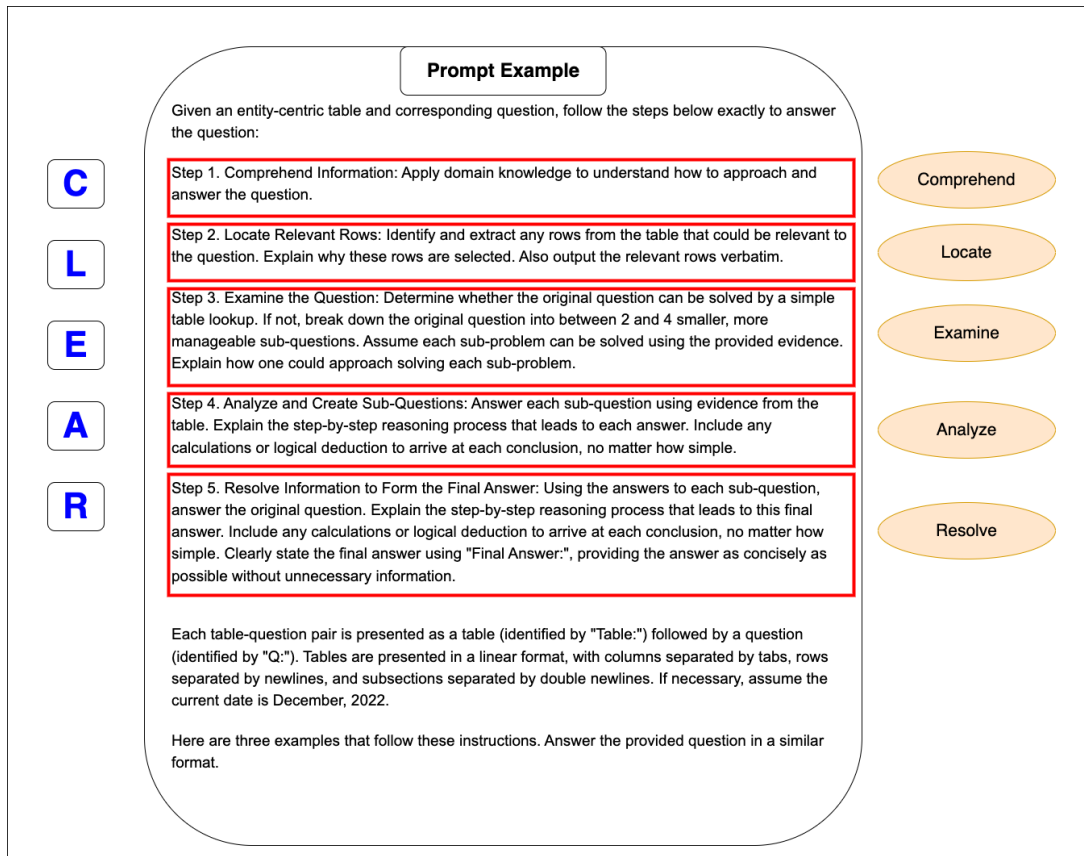 Prompt Example
Given an entity-centric table and corresponding question, follow the steps below exactly to answer
the question:
C
Step 1. Comprehend Information: Apply domain knowledge to understand how to approach and
answer the question.
Comprehend
L
Step 2. Locate Relevant Rows: Identify and extract any rows from the table that could be relevant to
the question. Explain why these rows are selected. Also output the relevant rows verbatim.
Locate
E
Step 3. Examine the Question: Determine whether the original question can be solved by a simple
table lookup. If not, break down the original question into between 2 and 4 smaller, more
manageable sub-questions. Assume each sub-problem can be solved using the provided evidence.
Explain how one could approach solving each sub-problem.
Examine
A
Step 4. Analyze and Create Sub-Questions: Answer each sub-question using evidence from the
table. Explain the step-by-step reasoning process that leads to each answer. Include any
calculations or logical deduction to arrive at each conclusion, no matter how simple.
Analyze
R
Step 5. Resolve Information to Form the Final Answer: Using the answers to each sub-question,
answer the original question. Explain the step-by-step reasoning process that leads to this final
answer. Include any calculations or logical deduction to arrive at each conclusion, no matter how
simple. Clearly state the final answer using "Final Answer:", providing the answer as concisely as
possible without unnecessary information.
Resolve
Each table-question pair is presented as a table (identified by "Table:") followed by a question
(identified by "Q:"). Tables are presented in a linear format, with columns separated by tabs, rows
separated by newlines, and subsections separated by double newlines. If necessary, assume the
current date is December, 2022.
Here are three examples that follow these instructions. Answer the provided question in a similar
format.